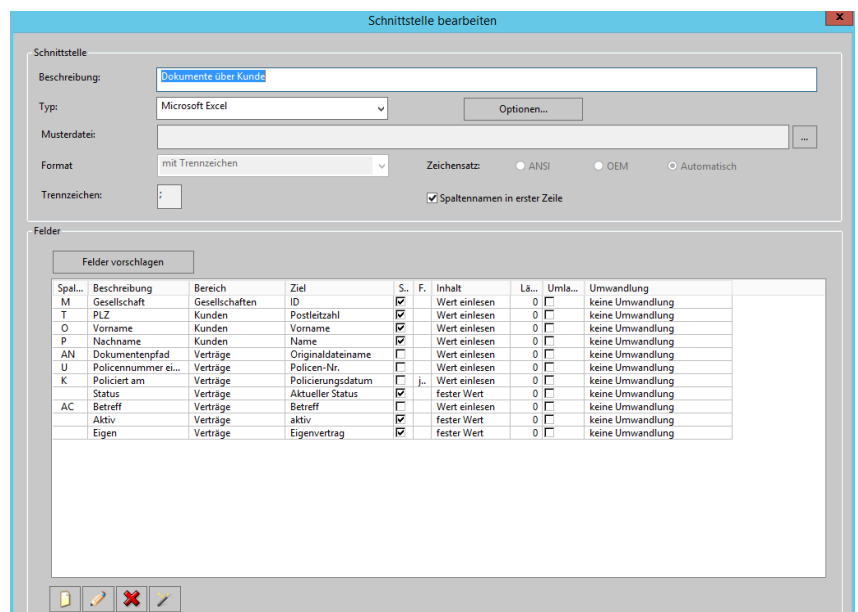 Schnittstelle bearbeiten
x
Schnittstelle
Beschreibung: Dokumente über Kunde
Typ: Microsoft Excel Optionen...
Musterdatei: ...
Format mit Trennzeichen Zeichensatz: ANSI OEM Automatisch
Trennzeichen: ; Spaltennamen in erster Zeile
Felder
Felder vorschlagen
Spal... Beschreibung Bereich Ziel S.. F. Inhalt Lä... Umla... Umwandlung
M Gesellschaft Gesellschaften ID Wert einlesen 0 keine Umwandlung
T PLZ Kunden Postleitzahl Wert einlesen 0 keine Umwandlung
O Vorname Kunden Vorname Wert einlesen 0 keine Umwandlung
P Nachname Kunden Name Wert einlesen 0 keine Umwandlung
AN Dokumentenpfad Verträge Originaldateiname Wert einlesen 0 keine Umwandlung
U Policennummer ei... Verträge Policen-Nr. Wert einlesen 0 keine Umwandlung
K Policiert am Verträge Policierungsdatum j.. Wert einlesen 0 keine Umwandlung
Status Verträge Aktueller Status fester Wert 0 keine Umwandlung
AC Betreff Verträge Betreff Wert einlesen 0 keine Umwandlung
Aktiv Verträge aktiv fester Wert 0 keine Umwandlung
Eigen Verträge Eigenvertrag fester Wert 0 keine Umwandlung